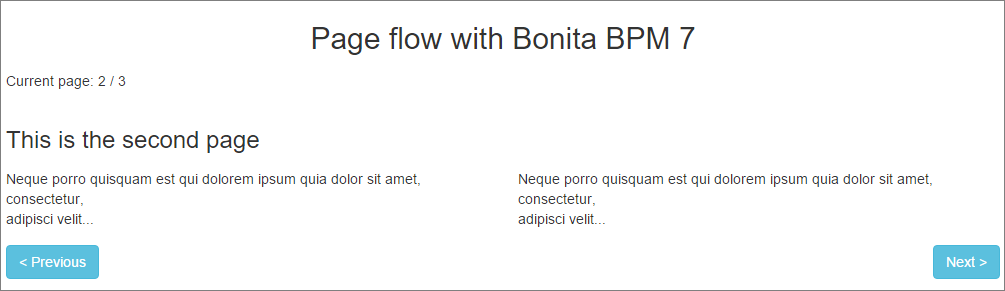 Page flow with Bonita BPM 7
Current page: 2 / 3
This is the second page
Neque porro quisquam est qui dolorem ipsum quia dolor sit amet,
consectetur,
adipisci velit...
Neque porro quisquam est qui dolorem ipsum quia dolor sit amet,
consectetur,
adipisci velit...
< Previous
Next >